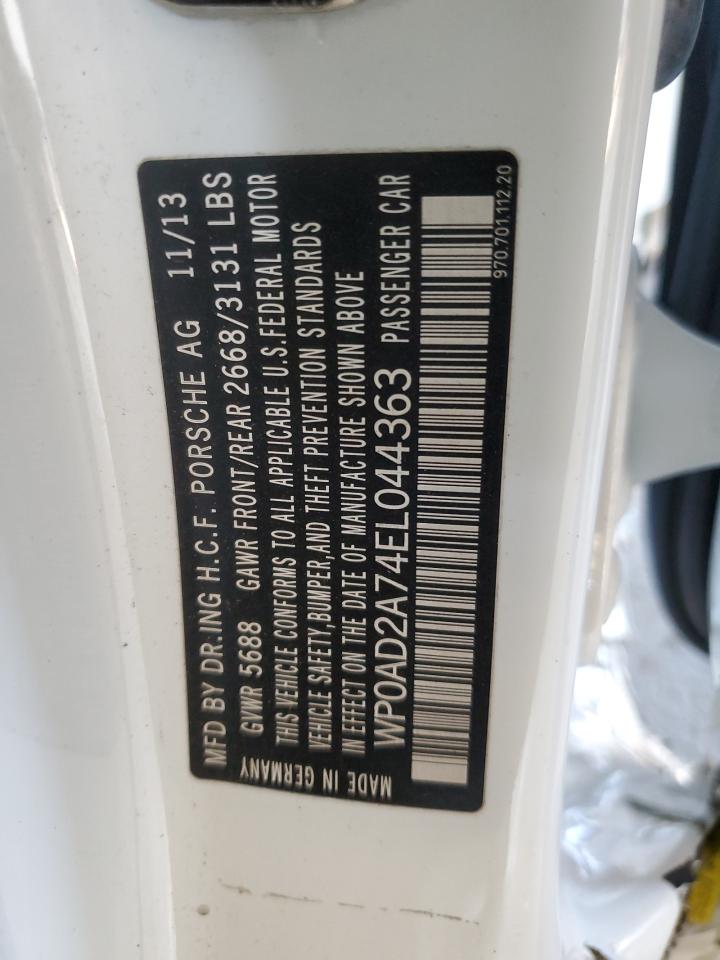 MFD BY DR.ING H.C.F. PORSCHE AG 11/13
GVWR 5688 GAWR FRONT/REAR 2668/3131 LBS
THIS VEHICLE CONFORMS TO ALL APPLICABLE U.S.FEDERAL MOTOR
VEHICLE SAFETY,BUMPER,AND THEFT PREVENTION STANDARDS
IN EFFECT ON THE DATE OF MANUFACTURE SHOWN ABOVE
WP0AD2A74EL044363 PASSENGER CAR
MADE IN GERMANY
970.701.112.20